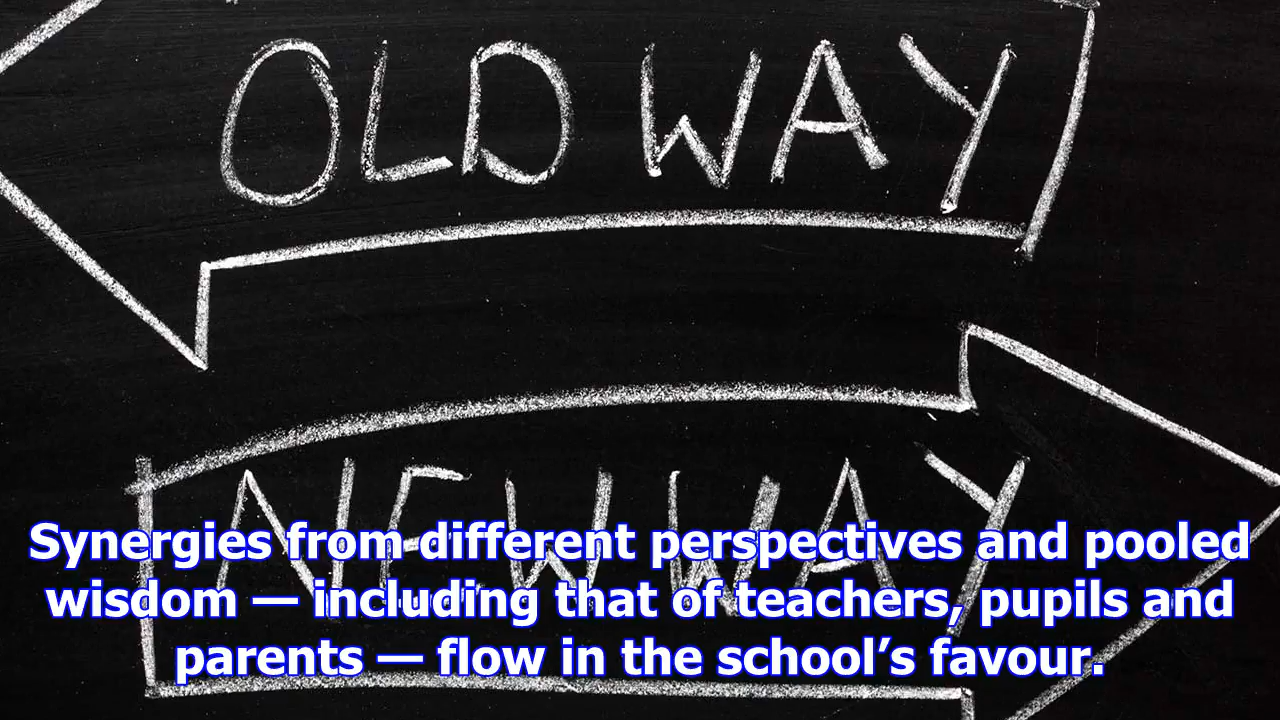 OLD WAY
NEW WAY
Synergies from different perspectives and pooled
wisdom — including that of teachers, pupils and
parents — flow in the school’s favour.